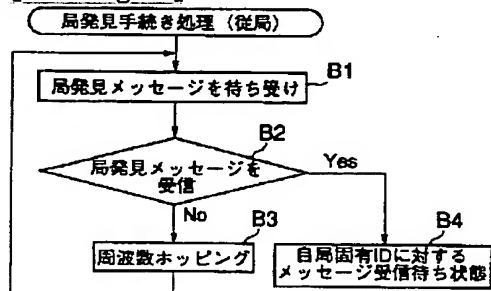 局発見手続き処理（従局）
局発見メッセージを待ち受け
B1
局発見メッセージを
受信
B2
Yes
No
周波数ホッピング
B3
自局固有IDに対する
メッセージ受信待ち状態
B4